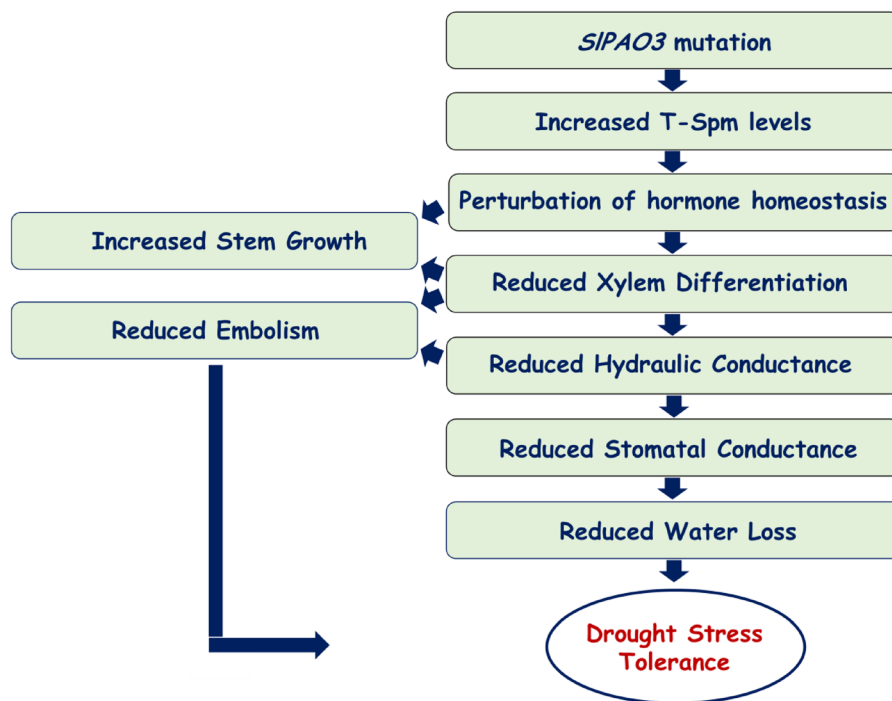 SlPAO3 mutation
Increased T-Spm levels
Perturbation of hormone homeostasis
Increased Stem Growth
Reduced Xylem Differentiation
Reduced Embolism
Reduced Hydraulic Conductance
Reduced Stomatal Conductance
Reduced Water Loss
Drought Stress
Tolerance